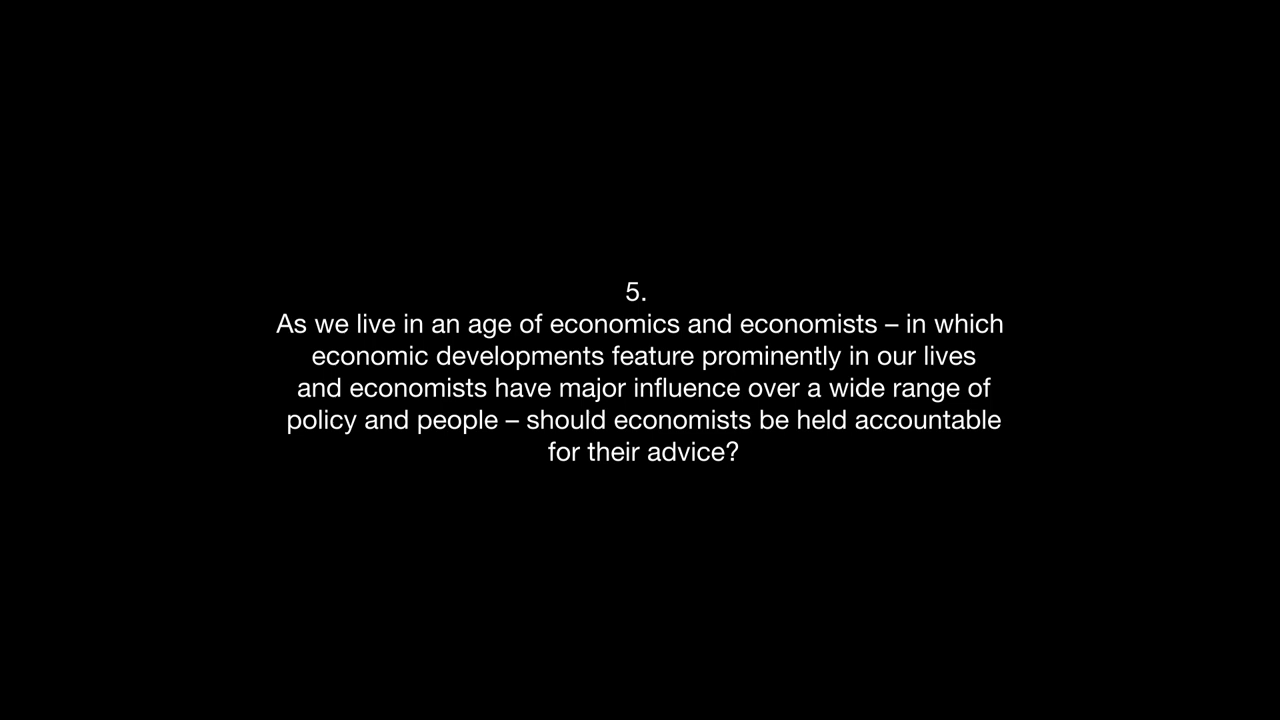 5.
As we live in an age of economics and economists – in which
economic developments feature prominently in our lives
and economists have major influence over a wide range of
policy and people – should economists be held accountable
for their advice?